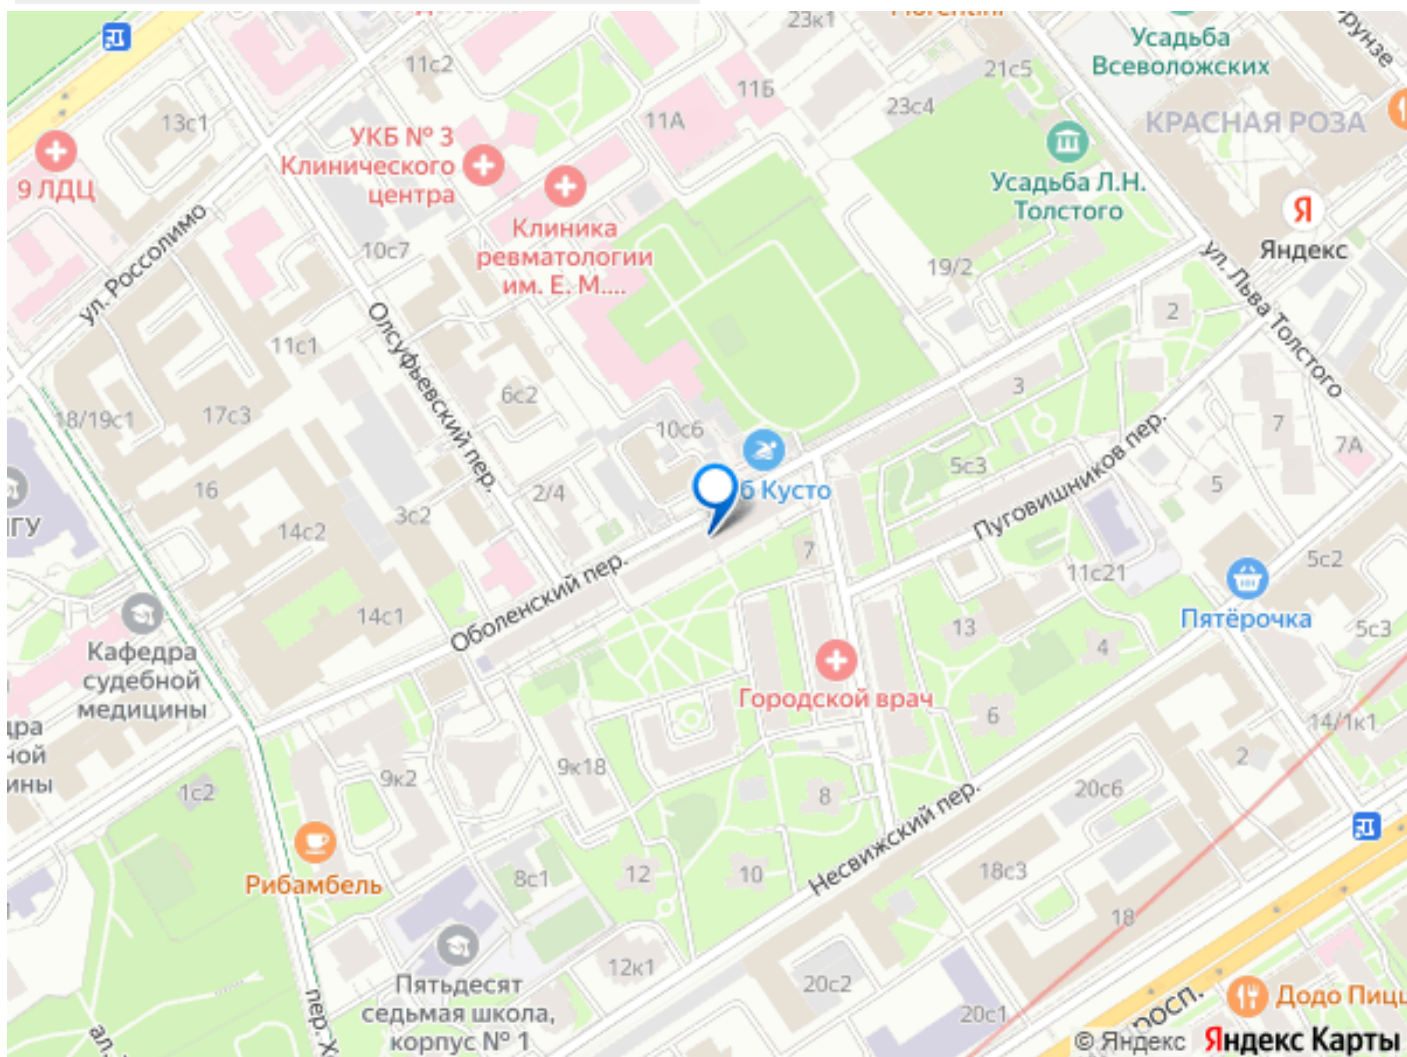 23к1
Усадьба
Всеволожских
11с2
21с5
11Б
23с4
КРАСНАЯ РОЗА
13с1
11А
УКБ № 3
Клинического
центра
9 ЛДЦ
Усадьба Л.Н.
Толстого
Я
Яндекс
ул. Россолимо
Клиника
ревматологии
им. Е. М....
10с7
19/2
ул. Льва Толстого
2
Олсуфьевский пер.
11с1
6с2
3
18/19с1
17с3
10с6
7
7А
5с3
Пуговишников пер.
16
2/4
б Кусто
5
3с2
14с2
7
5с2
11с21
Оболенский пер.
Пятёрочка
14с1
13
5с3
4
Кафедра
судебной
медицины
Городской врач
6
14/1к1
2
9к2
9к18
1с2
8
20с6
Несвижский пер.
Рибамбель
8с1
12
10
18с3
18
Пятьдесят
седьмая школа,
корпус № 1
12к1
20с2
20с1
пер. Х
Додо Пицц
просп.
© Яндекс Яндекс Карты